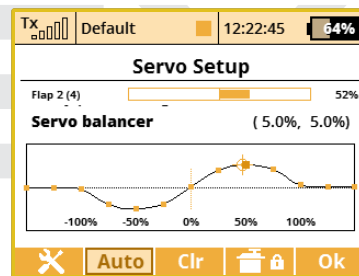 Tx Default 12:22:45 64%
Servo Setup
Flap 2 (4) 52%
Servo balancer ( 5.0%, 5.0%)
-100% -50% 0% 50% 100%
Auto Clr Ok